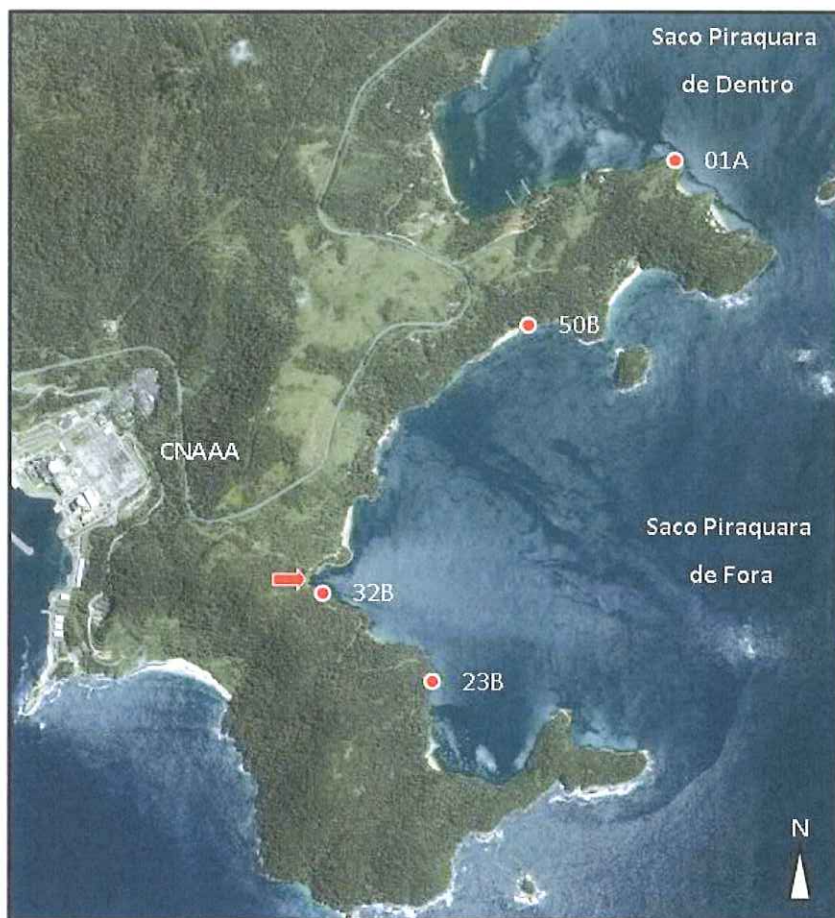 Saco Piraquara
de Dentro
01A
50B
CNAAA
Saco Piraquara
de Fora
32B
23B
N